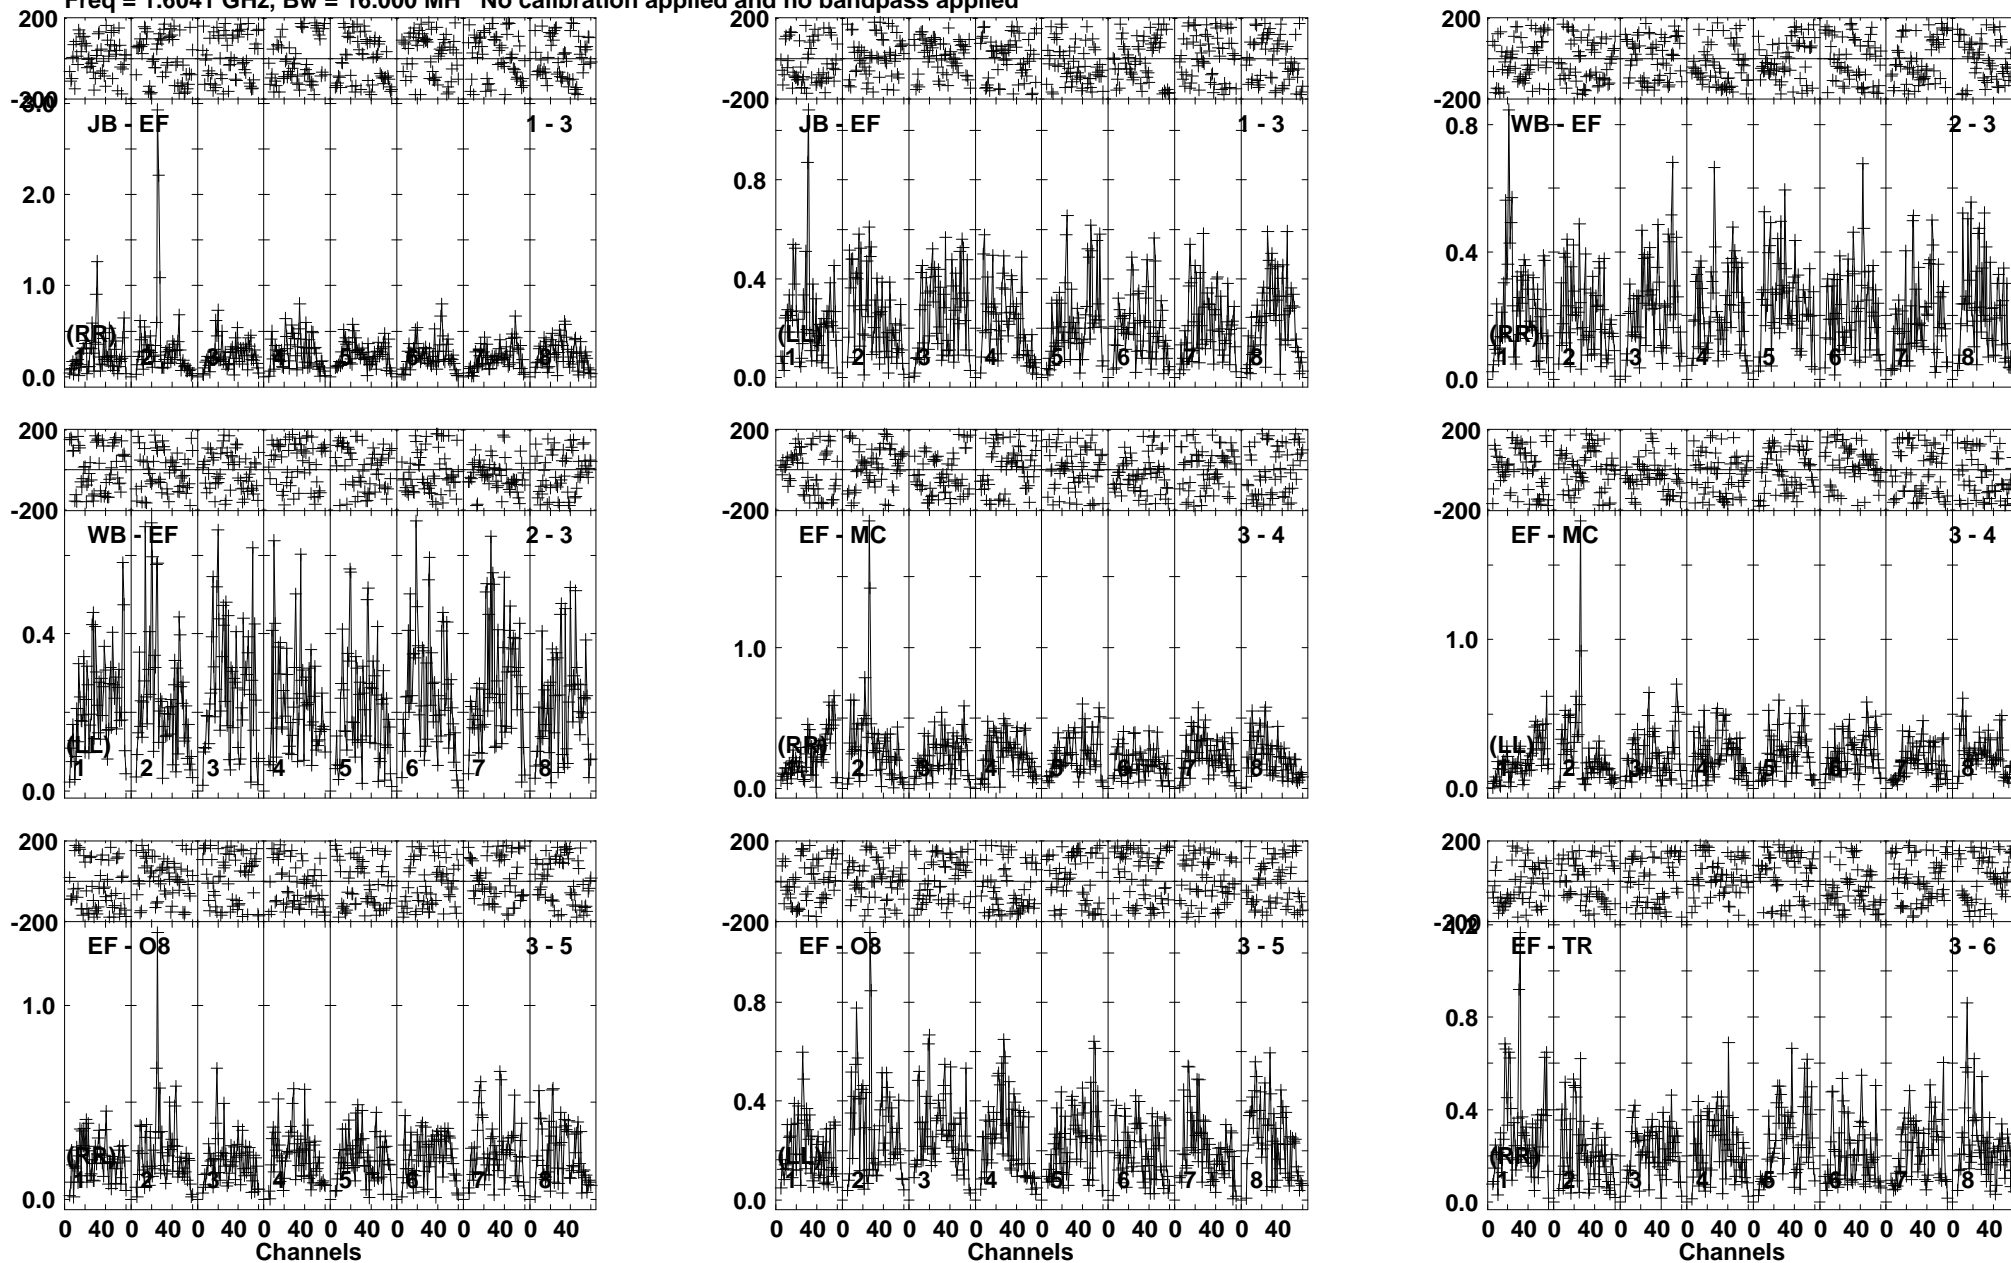 Freq = 1.6041 GHz, Bw = 16.000 MH No calibration applied and no bandpass applied
200 200 200
-200 -200 -200
3.0
JB - EF 1 - 3 JB - EF 1 - 3 WB - EF 2 - 3
2.0 0.8 0.8
1.0 0.4 0.4
(RR) (LL) (RR)
1 2 3 4 5 6 7 8 1 2 3 4 5 6 7 8 1 2 3 4 5 6 7 8
0.0 0.0 0.0
200 200 200
-200 -200 -200
WB - EF 2 - 3 EF - MC 3 - 4 EF - MC 3 - 4
0.4 1.0 1.0
(LL) (RR) (LL)
1 2 3 4 5 6 7 8 1 2 3 4 5 6 7 8 1 2 3 4 5 6 7 8
0.0 0.0 0.0
200 200 200
-200 -200 -200
1.2
EF - O8 3 - 5 EF - O8 3 - 5 EF - TR 3 - 6
1.0 0.8 0.8
0.4 0.4
(RR) (LL) (RR)
1 2 3 4 5 6 7 8 1 2 3 4 5 6 7 8 1 2 3 4 5 6 7 8
0.0 0.0 0.0
0 40 0 40 0 40 0 40 0 40 0 40 0 40 0 40 0 40 0 40 0 40 0 40 0 40 0 40 0 40 0 40 0 40 0 40 0 40 0 40 0 40 0 40 0 40 0 40
Channels Channels Channels